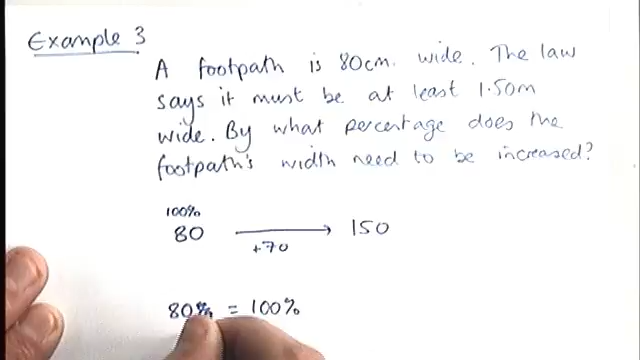 Example 3
A footpath is 80cm wide. The law
says it must be at least 1.50m
wide. By what percentage does the
footpath's width need to be increased?
100%
80 → 150
+70
80 = 100%